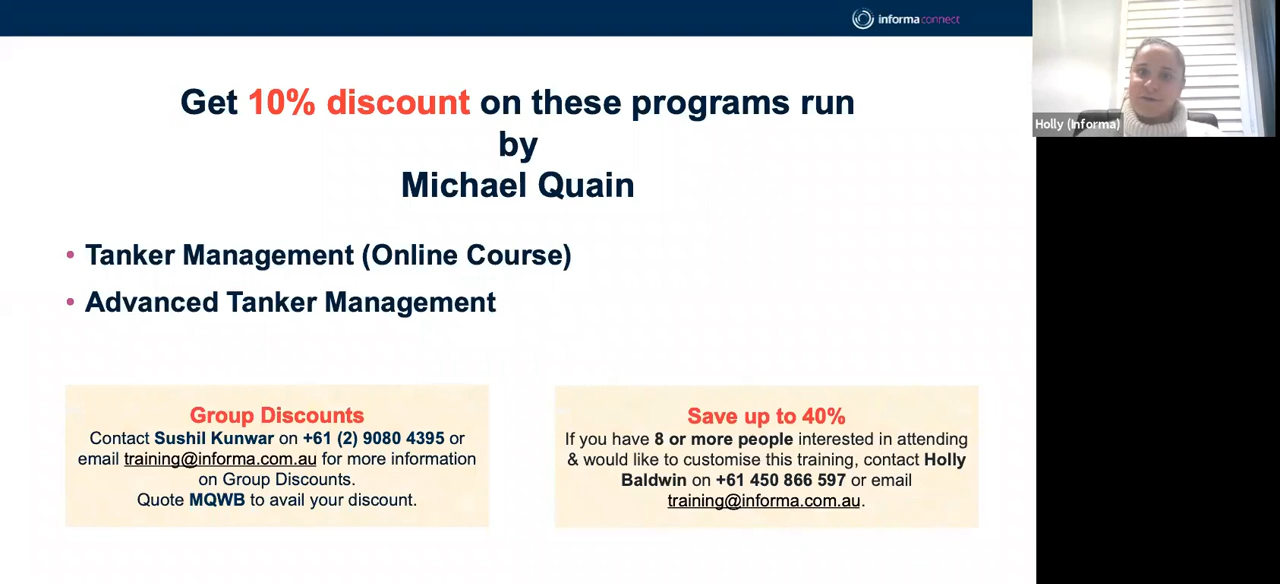 informa connect
Holly (Informa)
Get 10% discount on these programs run
by
Michael Quain
• Tanker Management (Online Course)
• Advanced Tanker Management
Group Discounts
Contact Sushil Kunwar on +61 (2) 9080 4395 or
email training@informa.com.au for more information
on Group Discounts.
Quote MQWB to avail your discount.
Save up to 40%
If you have 8 or more people interested in attending
& would like to customise this training, contact Holly
Baldwin on +61 450 866 597 or email
training@informa.com.au.